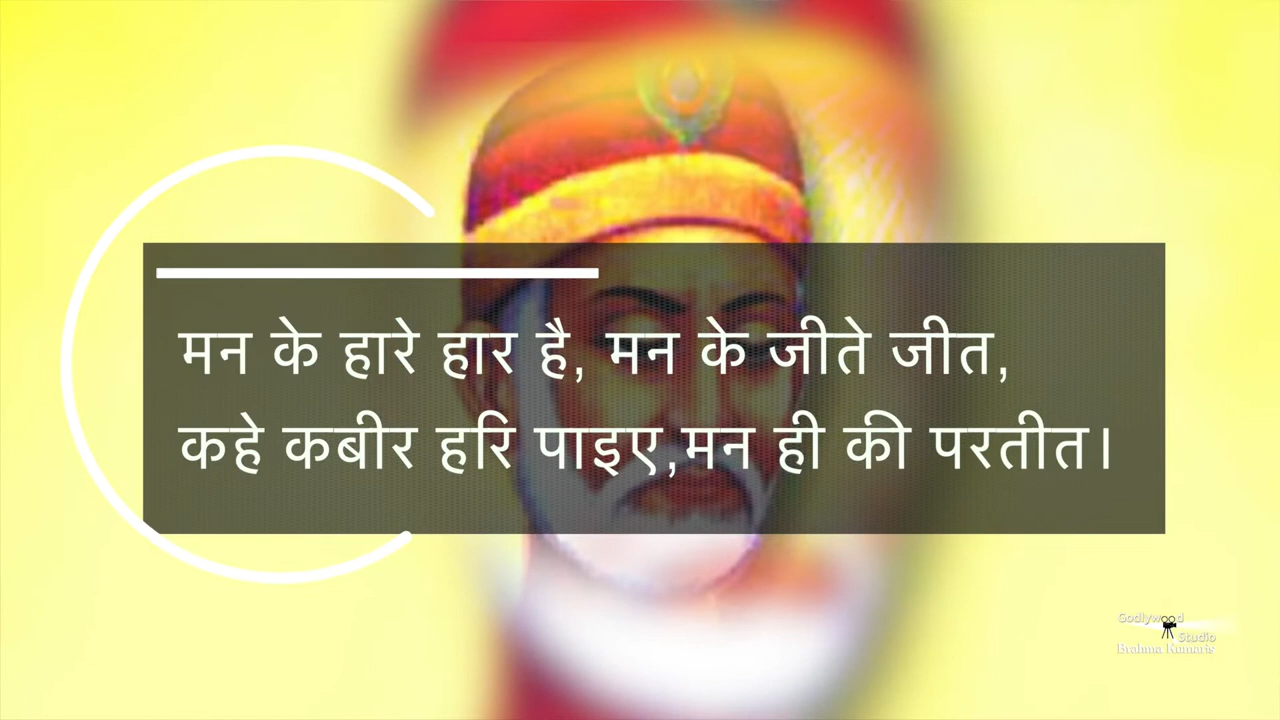 मन के हारे हार है, मन के जीते जीत,
कहे कबीर हरि पाइए,मन ही की परतीत।
Godlywood
Studio
Brahma Kumaris